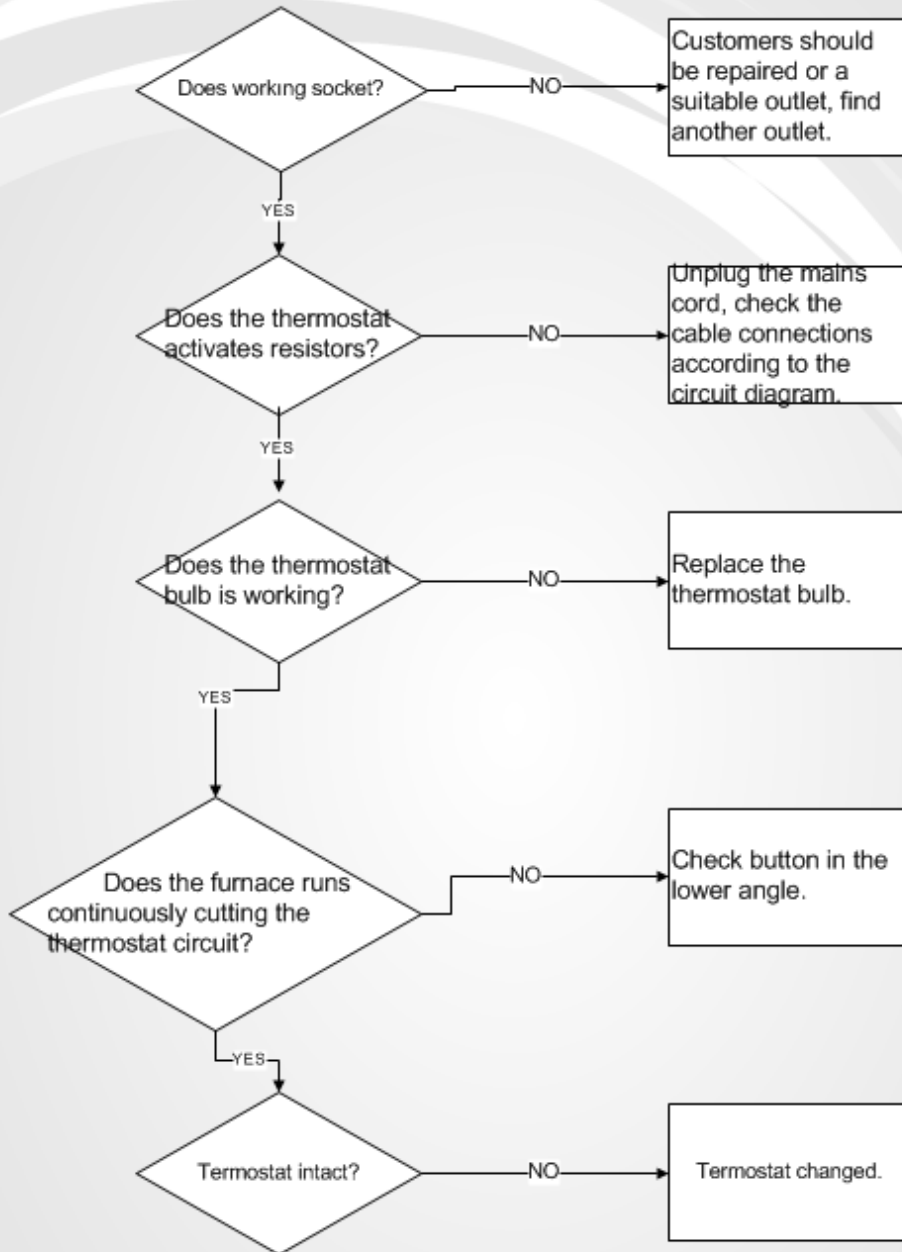 Does working socket?
NO
Customers should
be repaired or a
suitable outlet, find
another outlet.
YES
Does the thermostat
activates resistors?
NO
Unplug the mains
cord, check the
cable connections
according to the
circuit diagram.
YES
Does the thermostat
bulb is working?
NO
Replace the
thermostat bulb.
YES
Does the furnace runs
continuously cutting the
thermostat circuit?
NO
Check button in the
lower angle.
YES
Termostat intact?
NO
Termostat changed.